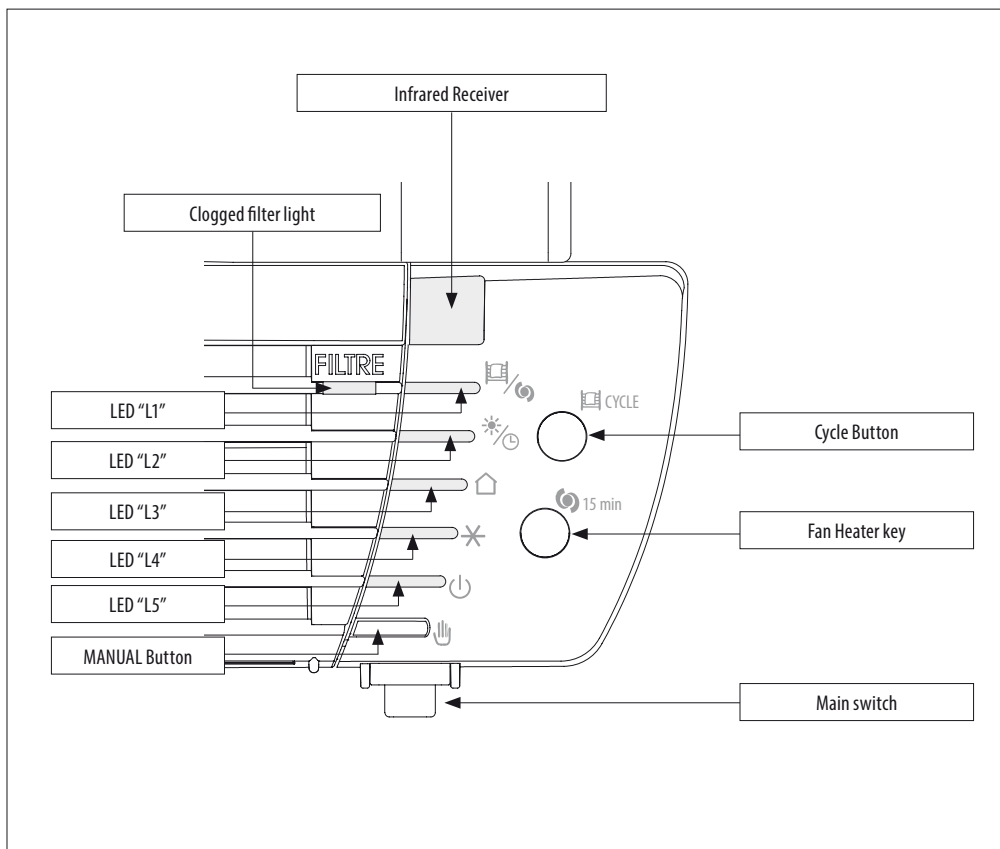 Infrared Receiver
Clogged filter light
FILTRE
LED “L1”
CYCLE
Cycle Button
LED “L2”
LED “L3”
15 min
Fan Heater key
LED “L4”
LED “L5”
MANUAL Button
Main switch